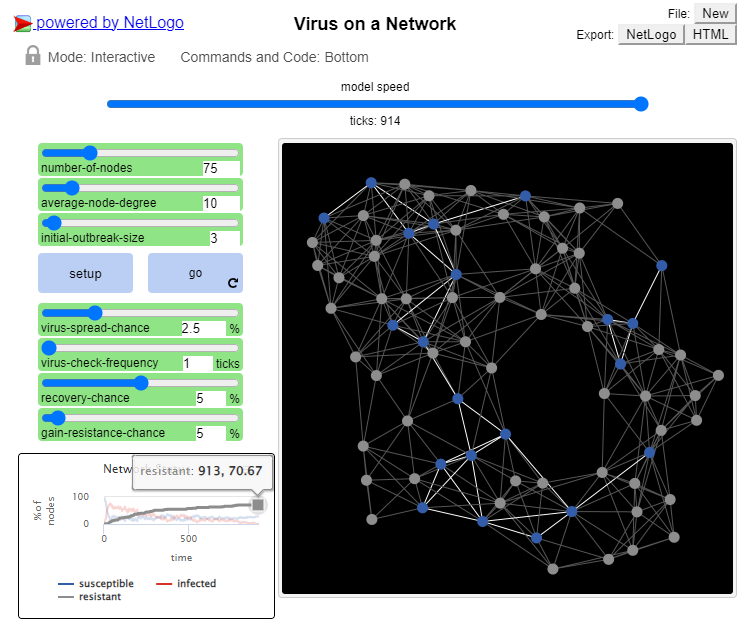 powered by NetLogo
Virus on a Network
File: New
Export: NetLogo HTML
Mode: Interactive
Commands and Code: Bottom
model speed
ticks: 914
number-of-nodes 75
average-node-degree 10
initial-outbreak-size 3
setup
go
virus-spread-chance 2.5 %
virus-check-frequency 1 ticks
recovery-chance 5 %
gain-resistance-chance 5 %
resistant: 913, 70.67
% of
nodes
100
0
0 500
time
susceptible infected
resistant